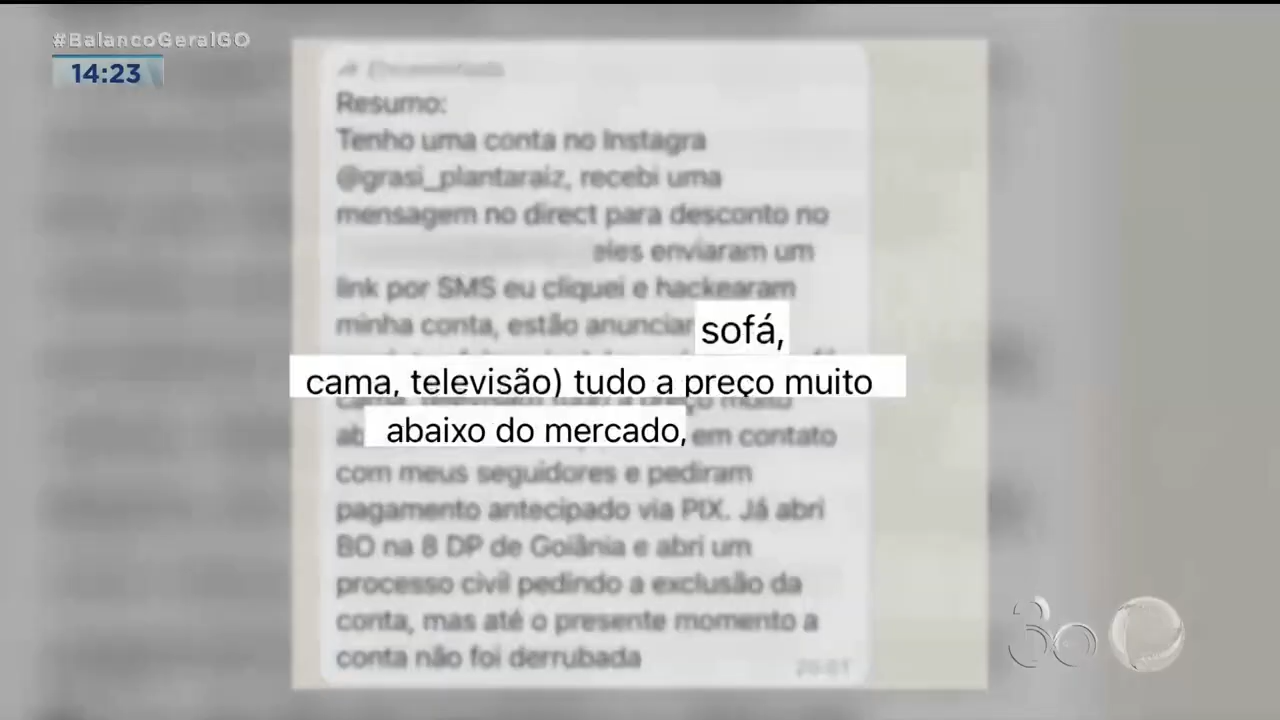 #BalancoGeralGO
14:23
Encaminhada
Resumo:
Tenho uma conta no Instagra
@grasi_plantaraiz, recebi uma
mensagem no direct para desconto no
eles enviaram um
link por SMS eu cliquei e hackearam
minha conta, estão anunciar
sofá,
cama, televisão) tudo a preço muito
abaixo do mercado,
em contato
com meus seguidores e pediram
pagamento antecipado via PIX. Já abri
BO na 8 DP de Goiânia e abri um
processo civil pedindo a exclusão da
conta, mas até o presente momento a
conta não foi derrubada
20:01